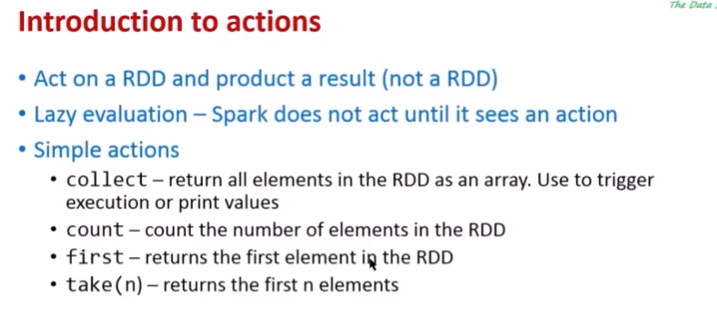 The Data
Introduction to actions
• Act on a RDD and product a result (not a RDD)
• Lazy evaluation – Spark does not act until it sees an action
• Simple actions
• collect – return all elements in the RDD as an array. Use to trigger
execution or print values
• count – count the number of elements in the RDD
• first – returns the first element in the RDD
• take(n) – returns the first n elements